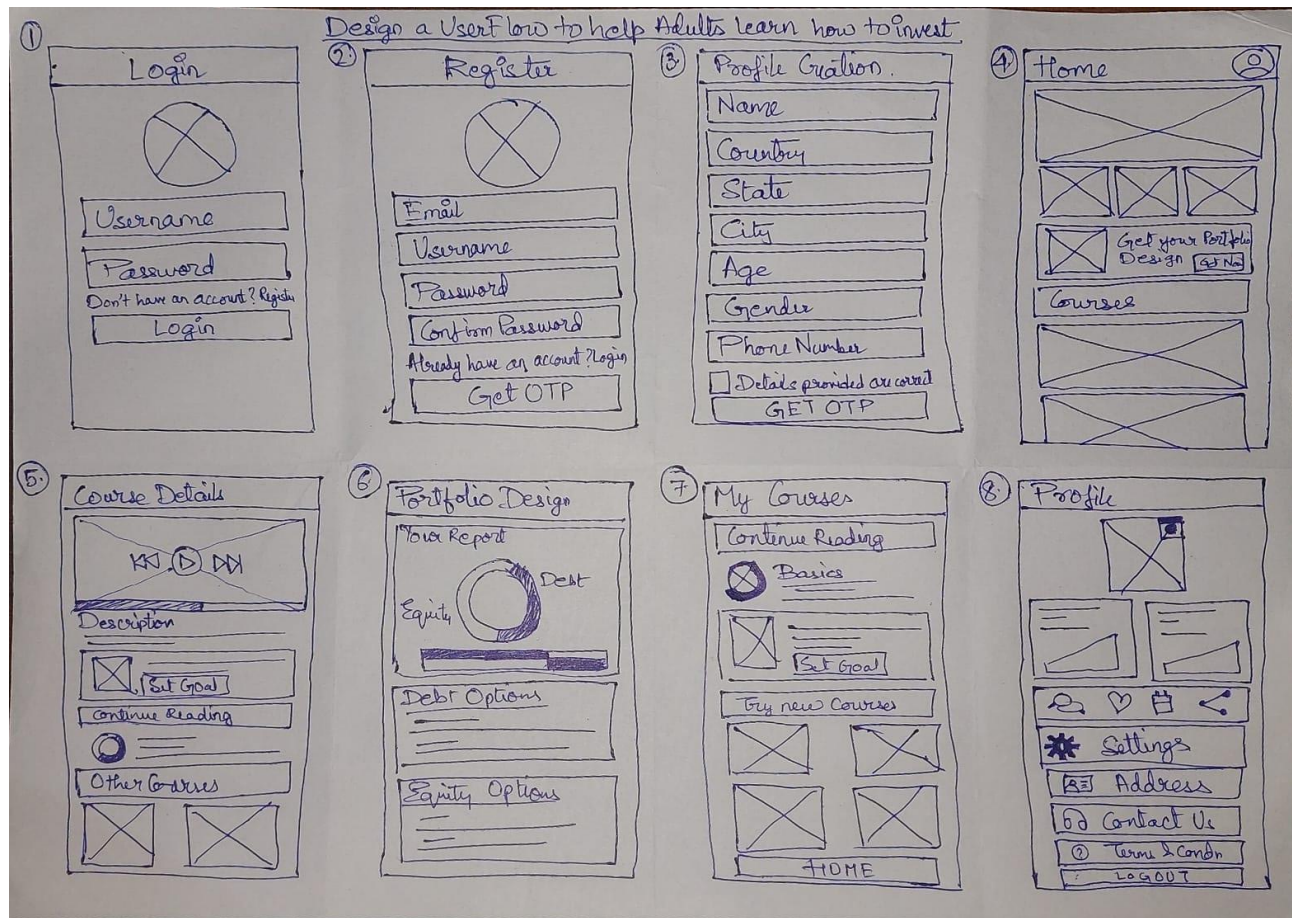 Design a UserFlow to help Adults learn how to invest
1
Login
Username
Password
Don't have an account? Register
Login
2.
Register
Email
Username
Password
Confirm Password
Already have an account? Login
Get OTP
3.
Profile Creation.
Name
Country
State
City
Age
Gender
Phone Number
Details provided are correct
GET OTP
4.
Home
Get your Portfolio
Design
Get Now
Courses
5.
Course Details
Description
Set Goal
Continue Reading
Other Courses
6.
Portfolio Design
Your Report
Debt
Equity
Debt Options
Equity Options
7.
My Courses
Continue Reading
Basics
Set Goal
Try new Courses
HOME
8.
Profile
Settings
Address
Contact Us
Terms & Condn
LOGOUT